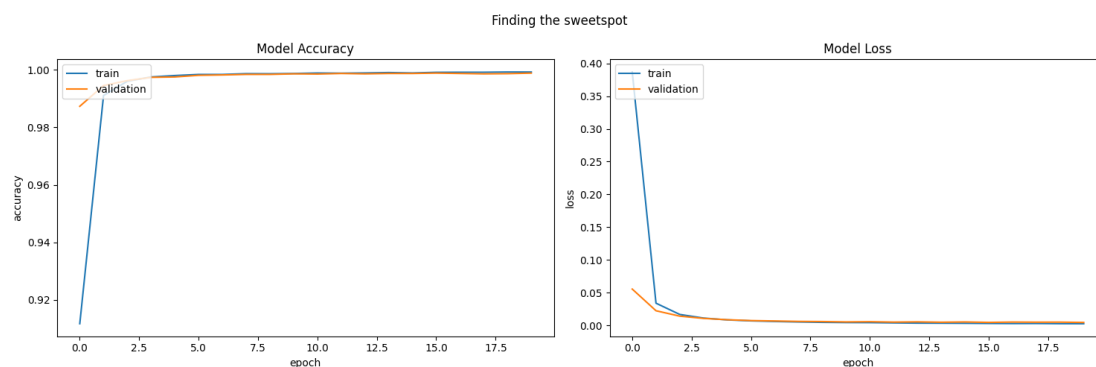 Finding the sweetspot
Model Accuracy
1.00
0.98
0.96
0.94
0.92
accuracy
train
validation
0.0 2.5 5.0 7.5 10.0 12.5 15.0 17.5
epoch
Model Loss
0.40
0.35
0.30
0.25
0.20
0.15
0.10
0.05
0.00
loss
train
validation
0.0 2.5 5.0 7.5 10.0 12.5 15.0 17.5
epoch